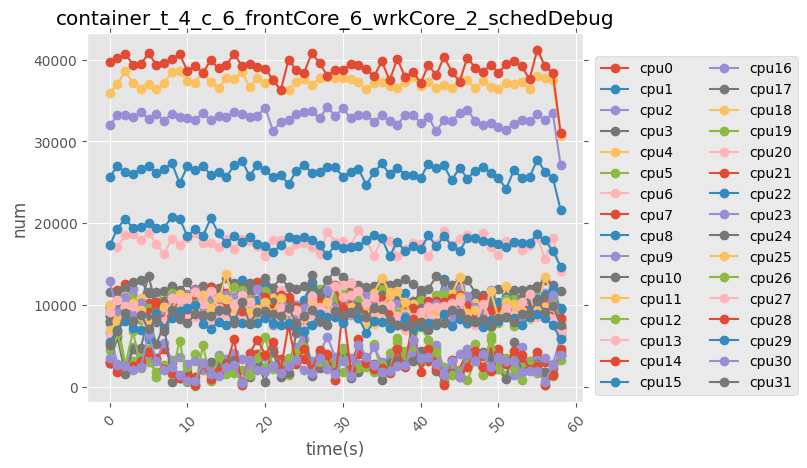 container_t_4_c_6_frontCore_6_wrkCore_2_schedDebug
40000
30000
20000
10000
0
num
0
10
20
30
40
50
60
time(s)
cpu0
cpu1
cpu2
cpu3
cpu4
cpu5
cpu6
cpu7
cpu8
cpu9
cpu10
cpu11
cpu12
cpu13
cpu14
cpu15
cpu16
cpu17
cpu18
cpu19
cpu20
cpu21
cpu22
cpu23
cpu24
cpu25
cpu26
cpu27
cpu28
cpu29
cpu30
cpu31